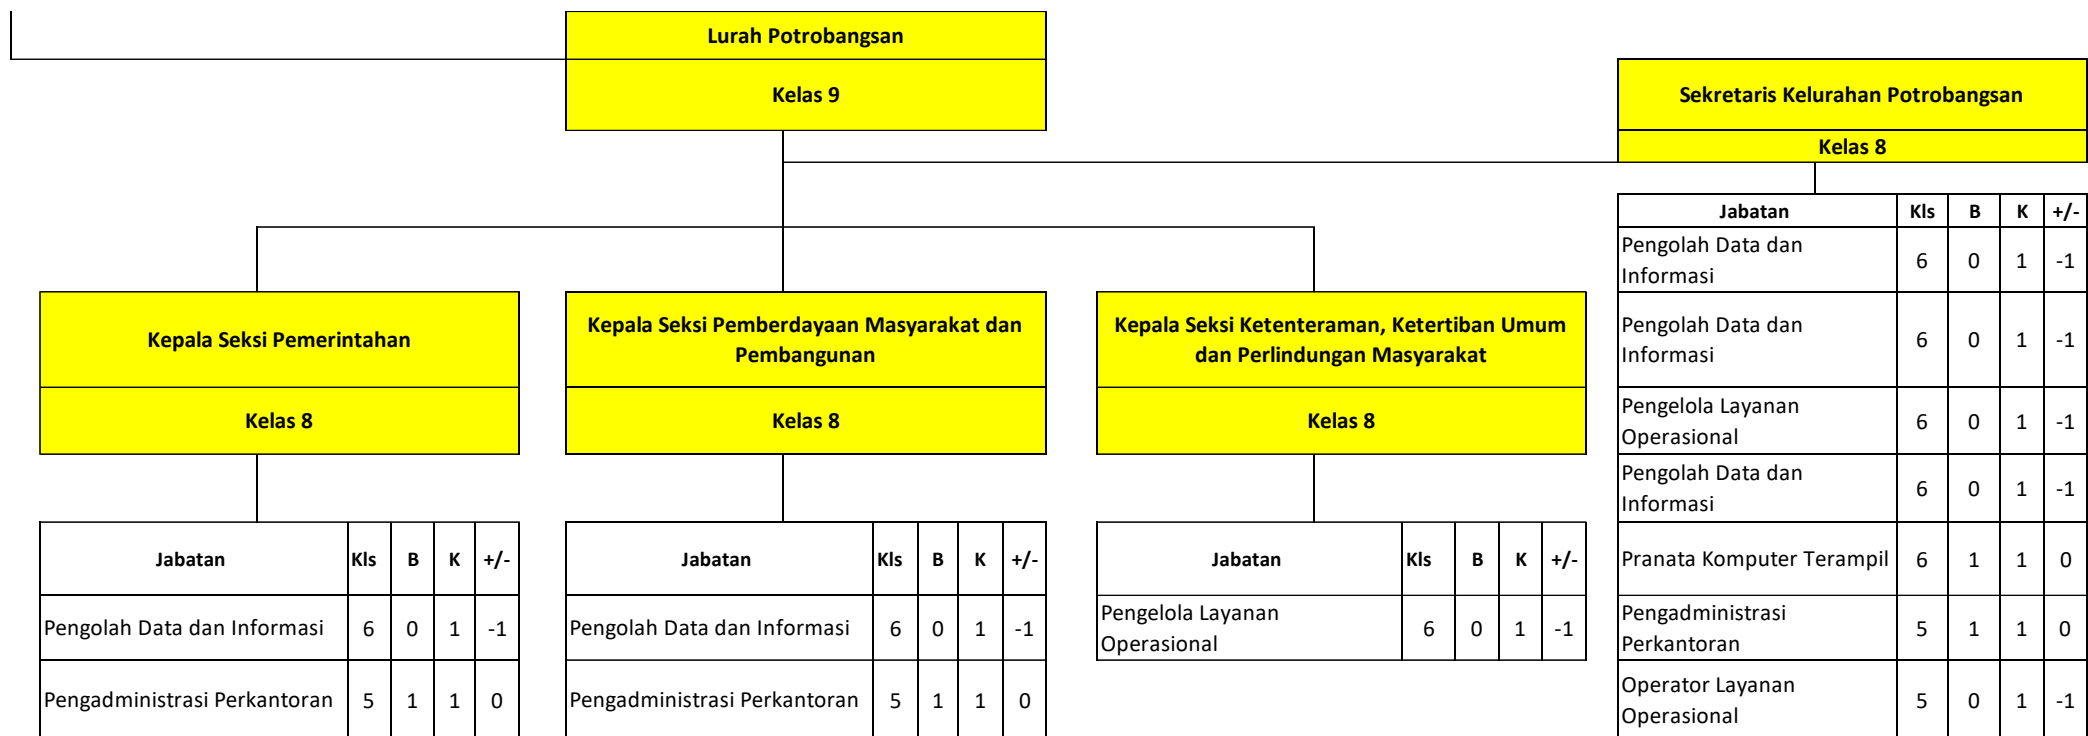 Lurah Potrobangsan
Kelas 9
Sekretaris Kelurahan Potrobangsan
Kelas 8
Jabatan Kls B K +/-
Pengolah Data dan
Informasi 6 0 1 -1
Pengolah Data dan
Informasi 6 0 1 -1
Pengelola Layanan
Operasional 6 0 1 -1
Pengolah Data dan
Informasi 6 0 1 -1
Pranata Komputer Terampil 6 1 1 0
Pengadministrasi
Perkantoran 5 1 1 0
Operator Layanan
Operasional 5 0 1 -1
Kepala Seksi Pemerintahan
Kelas 8
Jabatan Kls B K +/-
Pengolah Data dan Informasi 6 0 1 -1
Pengadministrasi Perkantoran 5 1 1 0
Kepala Seksi Pemberdayaan Masyarakat dan
Pembangunan
Kelas 8
Jabatan Kls B K +/-
Pengolah Data dan Informasi 6 0 1 -1
Pengadministrasi Perkantoran 5 1 1 0
Kepala Seksi Ketenteraman, Ketertiban Umum
dan Perlindungan Masyarakat
Kelas 8
Jabatan Kls B K +/-
Pengelola Layanan
Operasional 6 0 1 -1